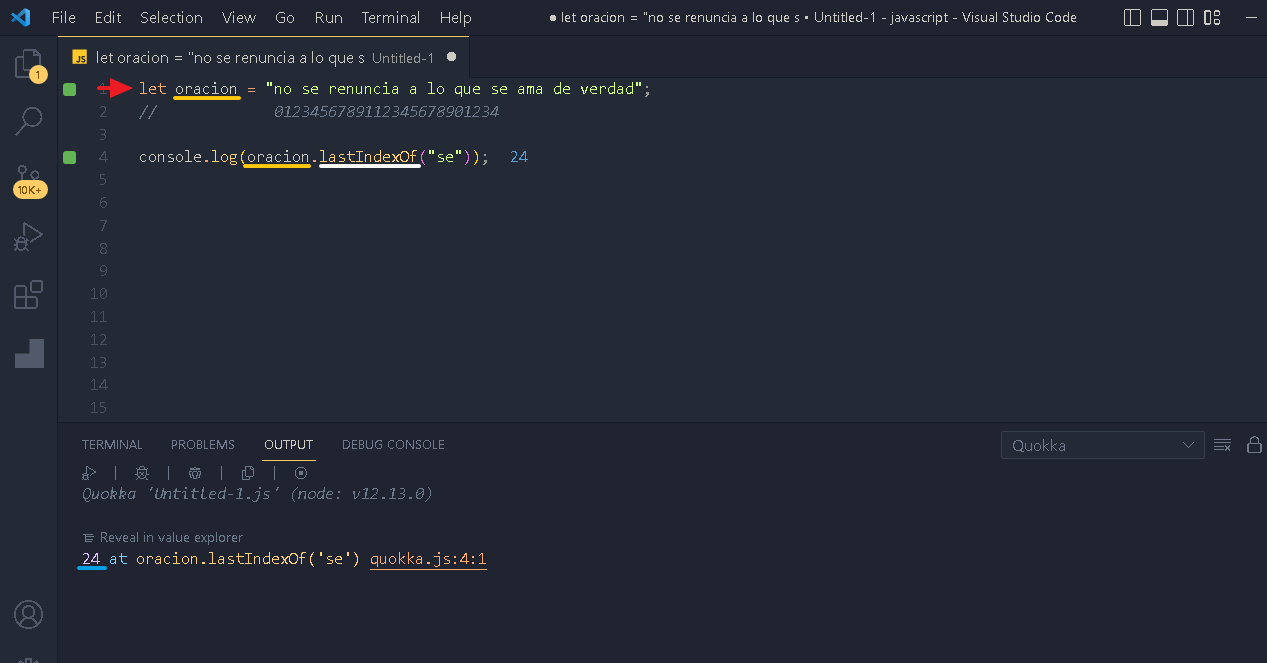 File Edit Selection View Go Run Terminal Help ● let oracion = "no se renuncia a lo que s • Untitled-1 - javascript - Visual Studio Code
JS let oracion = "no se renuncia a lo que s Untitled-1 ●
1
10K+
1 let oracion = "no se renuncia a lo que se ama de verdad";
2 // 0123456789112345678901234
3
4 console.log(oracion.lastIndexOf("se")); 24
5
6
7
8
9
10
11
12
13
14
15
TERMINAL PROBLEMS OUTPUT DEBUG CONSOLE Quokka
Quokka 'Untitled-1.js' (node: v12.13.0)
Reveal in value explorer
24 at oracion.lastIndexOf('se') quokka.js:4:1